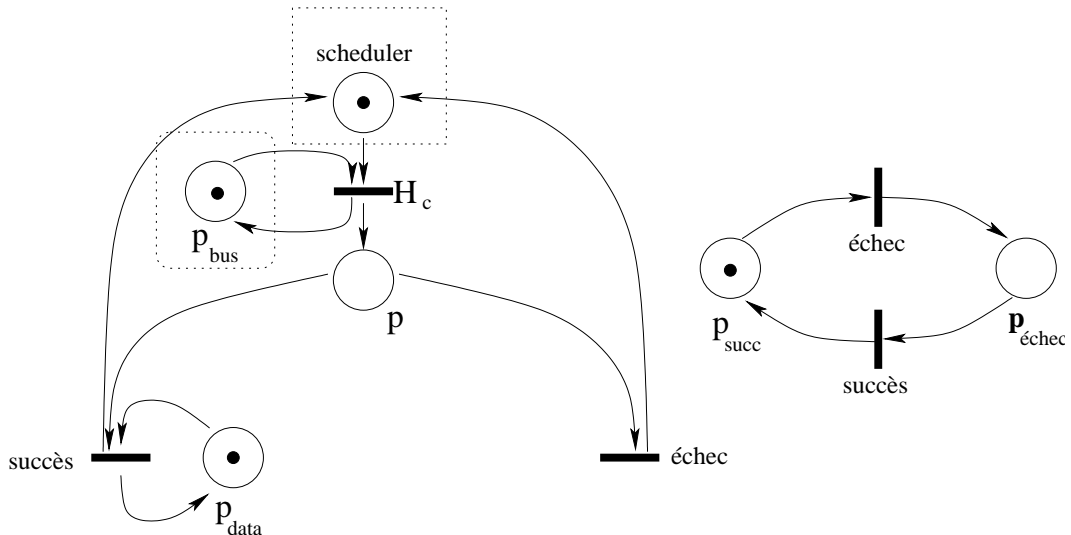 scheduler
H c
p bus
p
succès
p data
échec
échec
p succ
p échec
succès